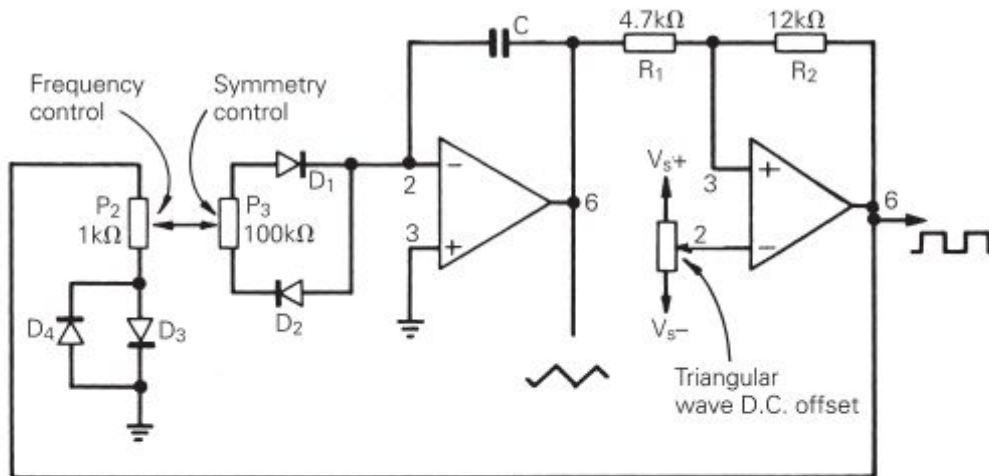 C
4.7kΩ
12kΩ
R1
R2
Frequency
control
Symmetry
control
D1
Vs+
P2
1kΩ
P3
100kΩ
2
3
6
3
2
6
D2
D4
D3
Vs−
Triangular
wave D.C. offset